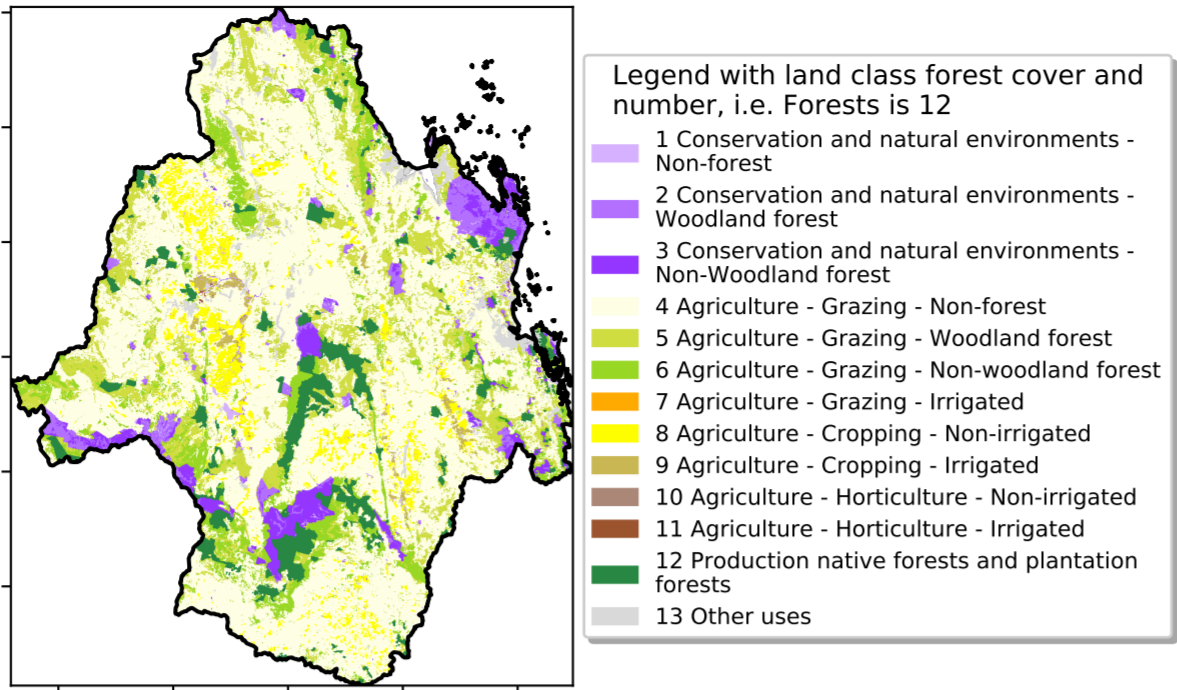 Legend with land class forest cover and
number, i.e. Forests is 12
1 Conservation and natural environments -
Non-forest
2 Conservation and natural environments -
Woodland forest
3 Conservation and natural environments -
Non-Woodland forest
4 Agriculture - Grazing - Non-forest
5 Agriculture - Grazing - Woodland forest
6 Agriculture - Grazing - Non-woodland forest
7 Agriculture - Grazing - Irrigated
8 Agriculture - Cropping - Non-irrigated
9 Agriculture - Cropping - Irrigated
10 Agriculture - Horticulture - Non-irrigated
11 Agriculture - Horticulture - Irrigated
12 Production native forests and plantation
forests
13 Other uses